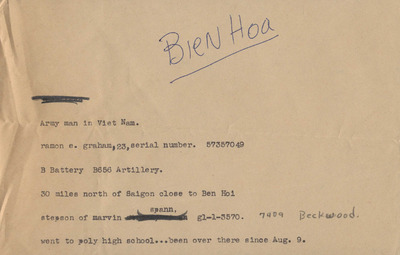 BIEN HOA
Army man in Viet Nam.
ramon e. graham,23,serial number. 57357049
B Battery B656 Artillery.
30 miles north of Saigon close to Ben Hoi
spann.
stepson of marvin gl-1-3570. 7909 Beckwood.
went to poly high school...been over there since Aug. 9.